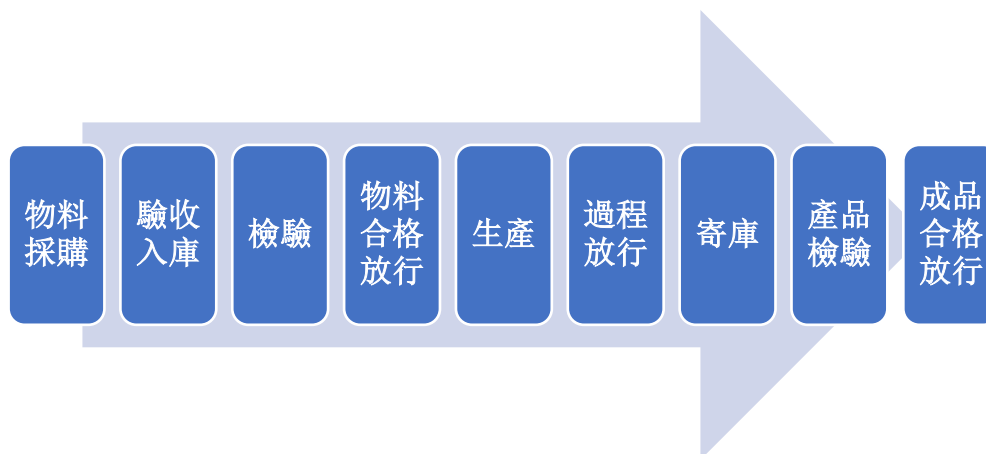 物料
採購
驗收
入庫
檢驗
物料
合格
放行
生產
過程
放行
寄庫
產品
檢驗
成品
合格
放行